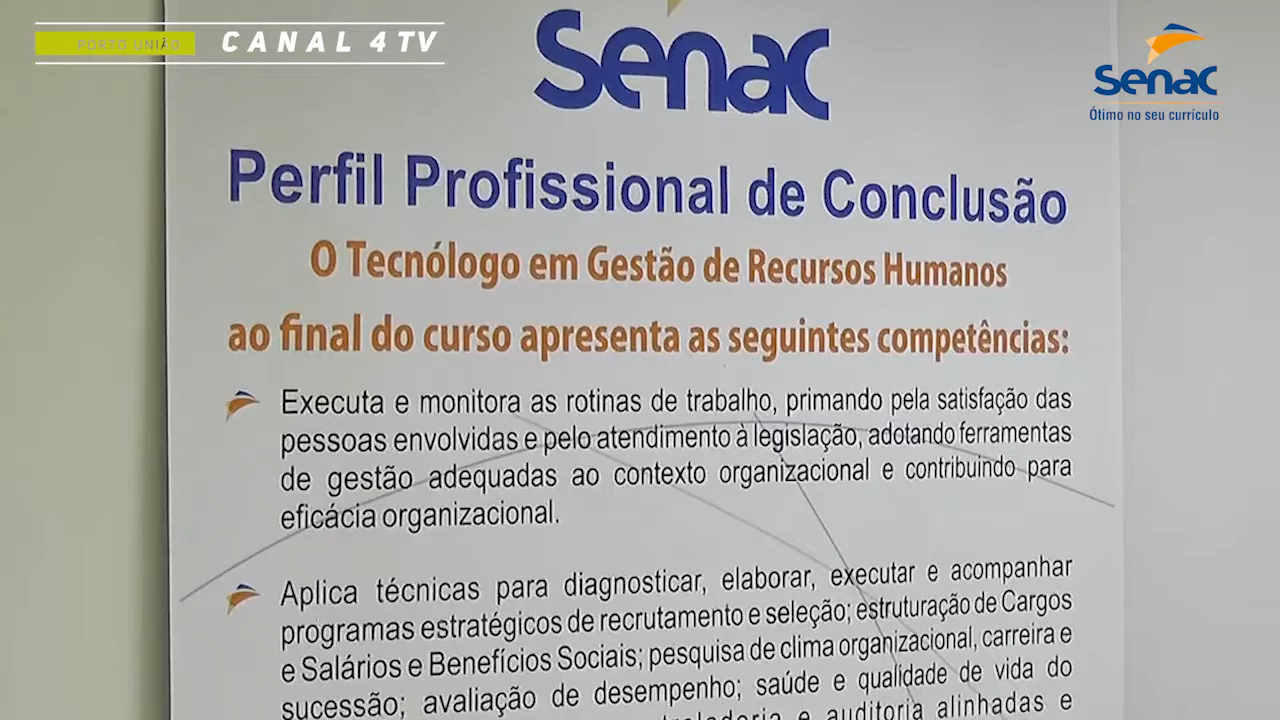 PORTO UNIÃO
CANAL 4 TV
Senac
Senac
Ótimo no seu currículo
Perfil Profissional de Conclusão
O Tecnólogo em Gestão de Recursos Humanos
ao final do curso apresenta as seguintes competências:
Executa e monitora as rotinas de trabalho, primando pela satisfação das
pessoas envolvidas e pelo atendimento à legislação, adotando ferramentas
de gestão adequadas ao contexto organizacional e contribuindo para
eficácia organizacional.
Aplica técnicas para diagnosticar, elaborar, executar e acompanhar
programas estratégicos de recrutamento e seleção; estruturação de Cargos
e Salários e Benefícios Sociais; pesquisa de clima organizacional, carreira e
sucessão; avaliação de desempenho; saúde e qualidade de vida do
e auditoria alinhadas e